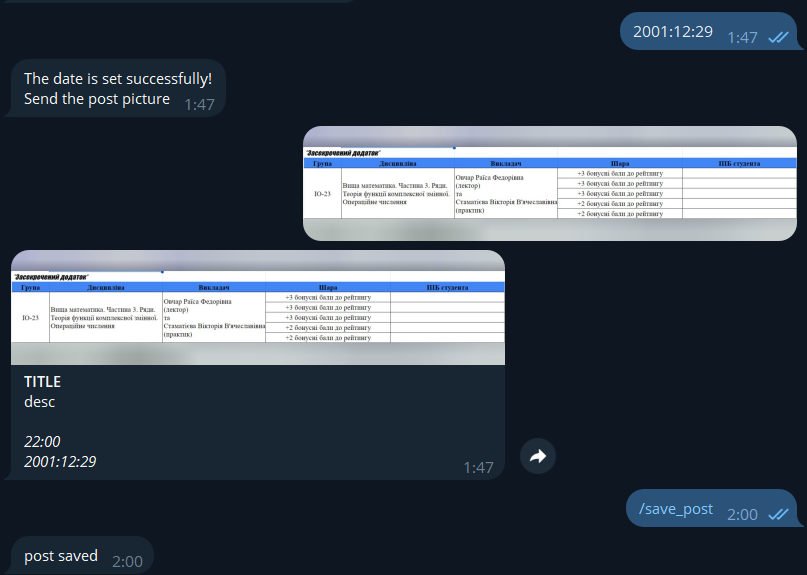 2001:12:29 1:47
The date is set successfully!
Send the post picture 1:47
"Засекречений додаток"
Група Дисципліна Викладач Шара ПІБ студента
ІО-23
Вища математика. Частина 3. Ряди.
Теорія функції комплексної змінної.
Операційне числення
Овчар Раїса Федорівна
(лектор)
та
Стаматієва Вікторія В'ячеславівна
(практик)
+3 бонусні бали до рейтингу
+3 бонусні бали до рейтингу
+3 бонусні бали до рейтингу
+2 бонусні бали до рейтингу
+2 бонусні бали до рейтингу
"Засекречений додаток"
Група Дисципліна Викладач Шара ПІБ студента
ІО-23
Вища математика. Частина 3. Ряди.
Теорія функції комплексної змінної.
Операційне числення
Овчар Раїса Федорівна
(лектор)
та
Стаматієва Вікторія В'ячеславівна
(практик)
+3 бонусні бали до рейтингу
+3 бонусні бали до рейтингу
+3 бонусні бали до рейтингу
+2 бонусні бали до рейтингу
+2 бонусні бали до рейтингу
TITLE
desc
22:00
2001:12:29
1:47
/save_post 2:00
post saved 2:00